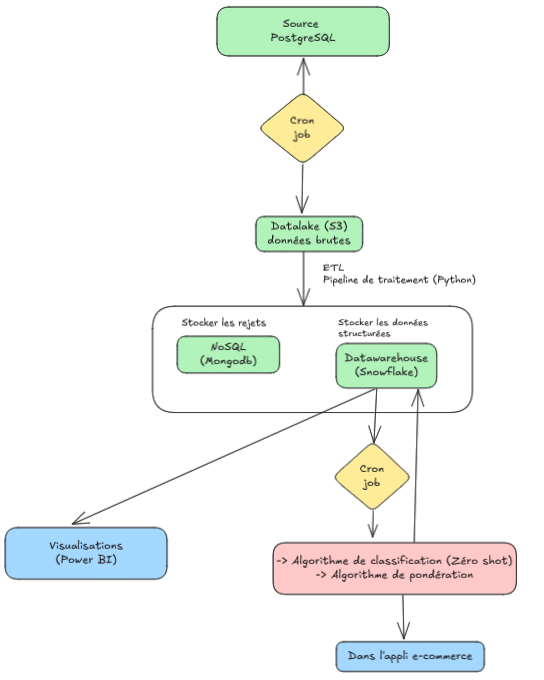 Source
PostgreSQL
Cron
job
Datalake (S3)
données brutes
ETL
Pipeline de traitement (Python)
Stocker les rejets
NoSQL
(Mongodb)
Stocker les données
structurées
Datawarehouse
(Snowflake)
Cron
job
Visualisations
(Power BI)
-> Algorithme de classification (Zéro shot)
-> Algorithme de pondération
Dans l'appli e-commerce